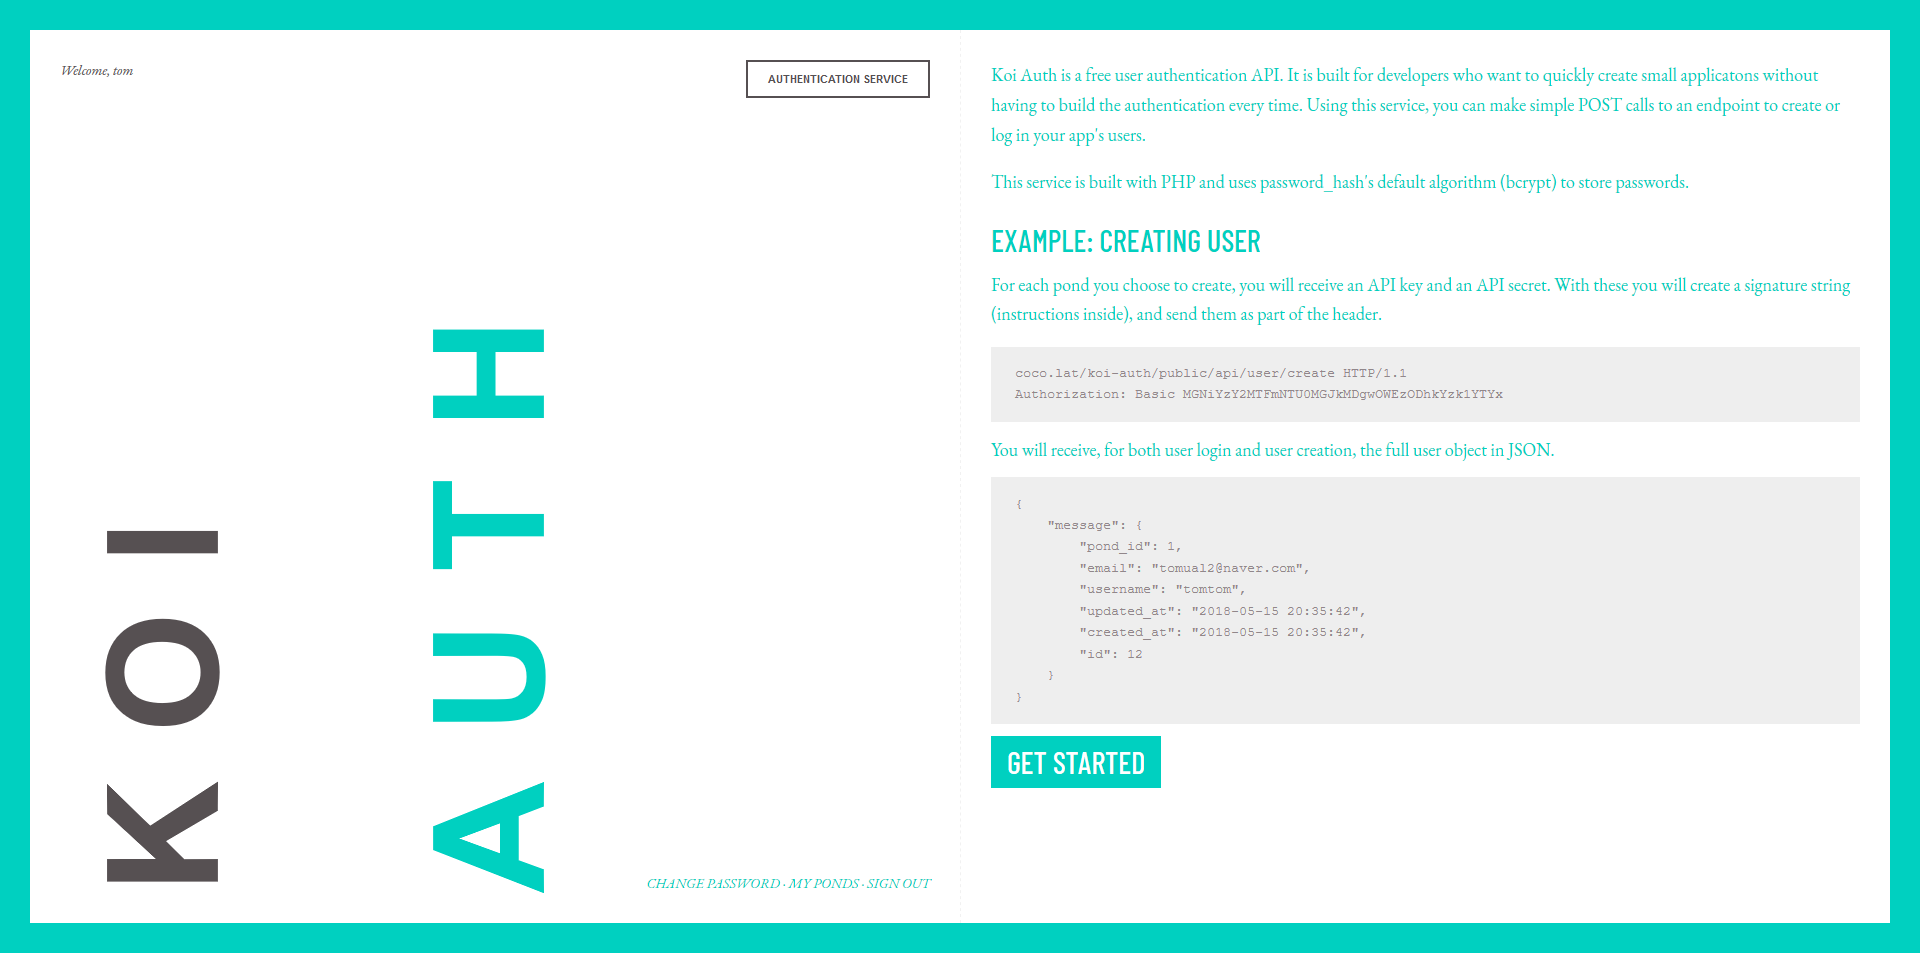 Welcome, tom
AUTHENTICATION SERVICE
KOI
AUTH
CHANGE PASSWORD · MY PONDS · SIGN OUT
Koi Auth is a free user authentication API. It is built for developers who want to quickly create small applicatons without
having to build the authentication every time. Using this service, you can make simple POST calls to an endpoint to create or
log in your app's users.
This service is built with PHP and uses password_hash's default algorithm (bcrypt) to store passwords.
EXAMPLE: CREATING USER
For each pond you choose to create, you will receive an API key and an API secret. With these you will create a signature string
(instructions inside), and send them as part of the header.
coco.lat/koi-auth/public/api/user/create HTTP/1.1
Authorization: Basic MGNiYzY2MTFmNTU0MGJkMDgwOWEzODhkYzk1YTYx
You will receive, for both user login and user creation, the full user object in JSON.
{
    "message": {
        "pond_id": 1,
        "email": "tomual2@naver.com",
        "username": "tomtom",
        "updated_at": "2018-05-15 20:35:42",
        "created_at": "2018-05-15 20:35:42",
        "id": 12
    }
}
GET STARTED